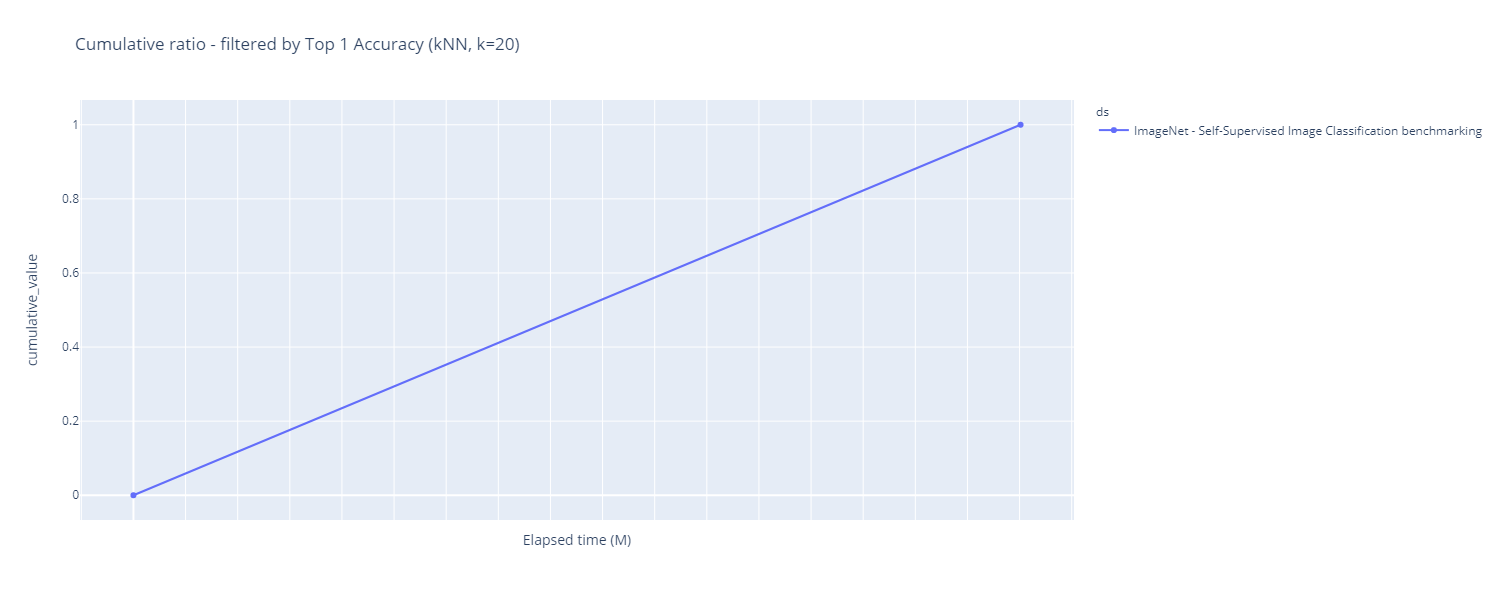 Cumulative ratio - filtered by Top 1 Accuracy (kNN, k=20)
ds
ImageNet - Self-Supervised Image Classification benchmarking
1
0.8
0.6
0.4
0.2
0
cumulative_value
Elapsed time (M)